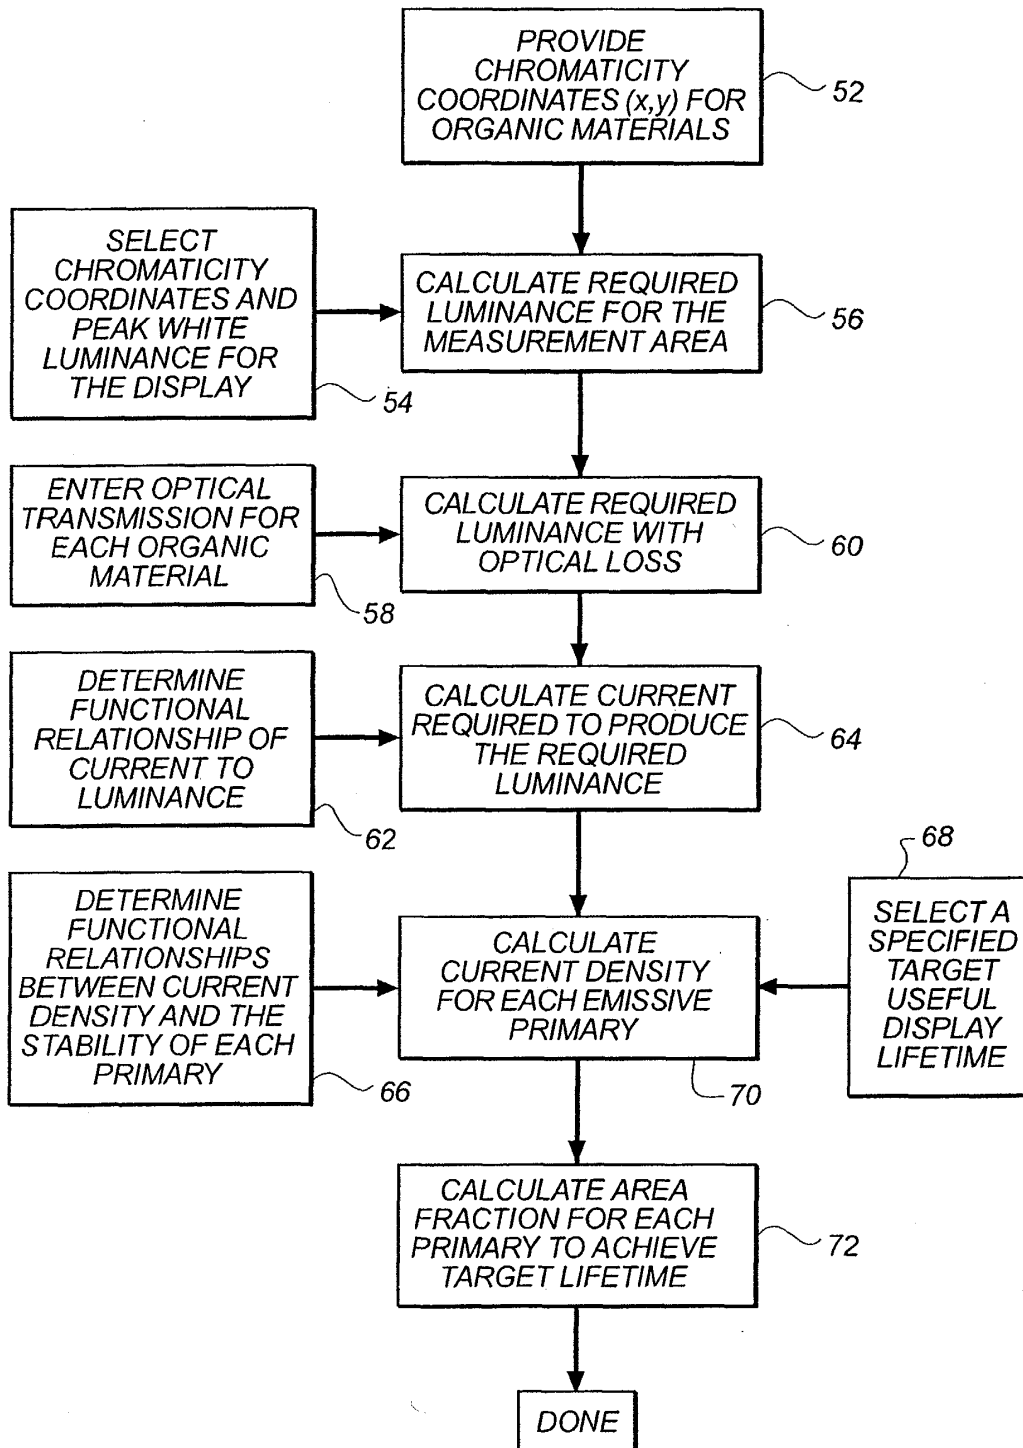 PROVIDE
CHROMATICITY
COORDINATES (x,y) FOR
ORGANIC MATERIALS
52
SELECT
CHROMATICITY
COORDINATES AND
PEAK WHITE
LUMINANCE FOR
THE DISPLAY
54
CALCULATE REQUIRED
LUMINANCE FOR THE
MEASUREMENT AREA
56
ENTER OPTICAL
TRANSMISSION FOR
EACH ORGANIC
MATERIAL
58
CALCULATE REQUIRED
LUMINANCE WITH
OPTICAL LOSS
60
DETERMINE
FUNCTIONAL
RELATIONSHIP OF
CURRENT TO
LUMINANCE
62
CALCULATE CURRENT
REQUIRED TO PRODUCE
THE REQUIRED
LUMINANCE
64
DETERMINE
FUNCTIONAL
RELATIONSHIPS
BETWEEN CURRENT
DENSITY AND THE
STABILITY OF EACH
PRIMARY
66
CALCULATE
CURRENT DENSITY
FOR EACH EMISSIVE
PRIMARY
70
68
SELECT A
SPECIFIED
TARGET
USEFUL
DISPLAY
LIFETIME
CALCULATE AREA
FRACTION FOR EACH
PRIMARY TO ACHIEVE
TARGET LIFETIME
72
DONE